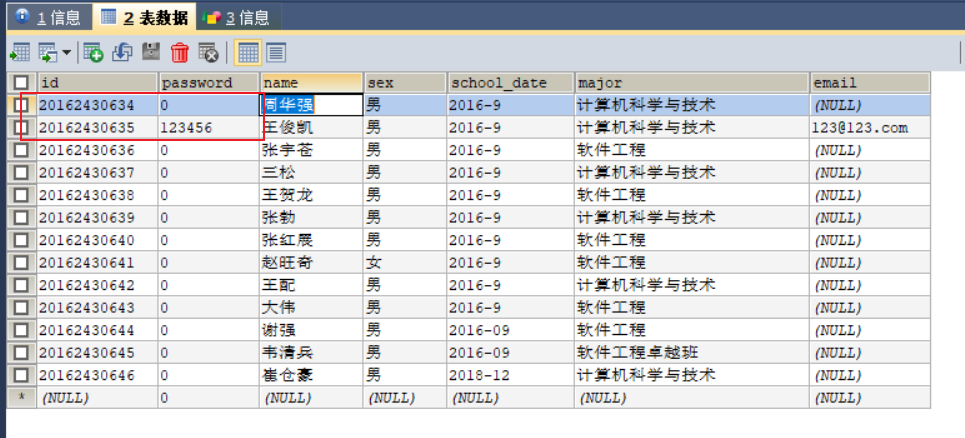 1 信息 2 表数据 3 信息
id password name sex school_date major email
20162430634 0 周华强 男 2016-9 计算机科学与技术 (NULL)
20162430635 123456 王俊凯 男 2016-9 计算机科学与技术 123@123.com
20162430636 0 张宇苍 男 2016-9 软件工程 (NULL)
20162430637 0 三松 男 2016-9 计算机科学与技术 (NULL)
20162430638 0 王贺龙 男 2016-9 软件工程 (NULL)
20162430639 0 张勃 男 2016-9 计算机科学与技术 (NULL)
20162430640 0 张红展 男 2016-9 软件工程 (NULL)
20162430641 0 赵旺奇 女 2016-9 软件工程 (NULL)
20162430642 0 王配 男 2016-9 计算机科学与技术 (NULL)
20162430643 0 大伟 男 2016-9 软件工程 (NULL)
20162430644 0 谢强 男 2016-09 软件工程 (NULL)
20162430645 0 韦清兵 男 2016-09 软件工程卓越班 (NULL)
20162430646 0 崔仓豪 男 2018-12 计算机科学与技术 (NULL)
* (NULL) 0 (NULL) (NULL) (NULL) (NULL) (NULL)